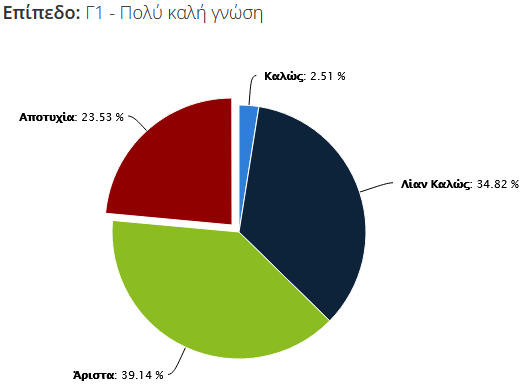 Επίπεδο: Γ1 - Πολύ καλή γνώση
Καλώς: 2.51 %
Αποτυχία: 23.53 %
Λίαν Καλώς: 34.82 %
Άριστα: 39.14 %